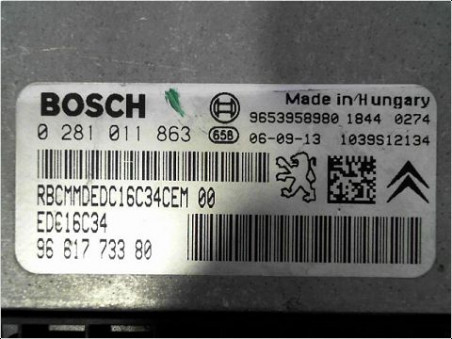 BOSCH
Made in Hungary
9653958980 1844 0274
0 281 011 863 658 06-09-13 1039S12134
RBCMMDEDC16C34CEM 00
EDC16C34
96 617 733 80